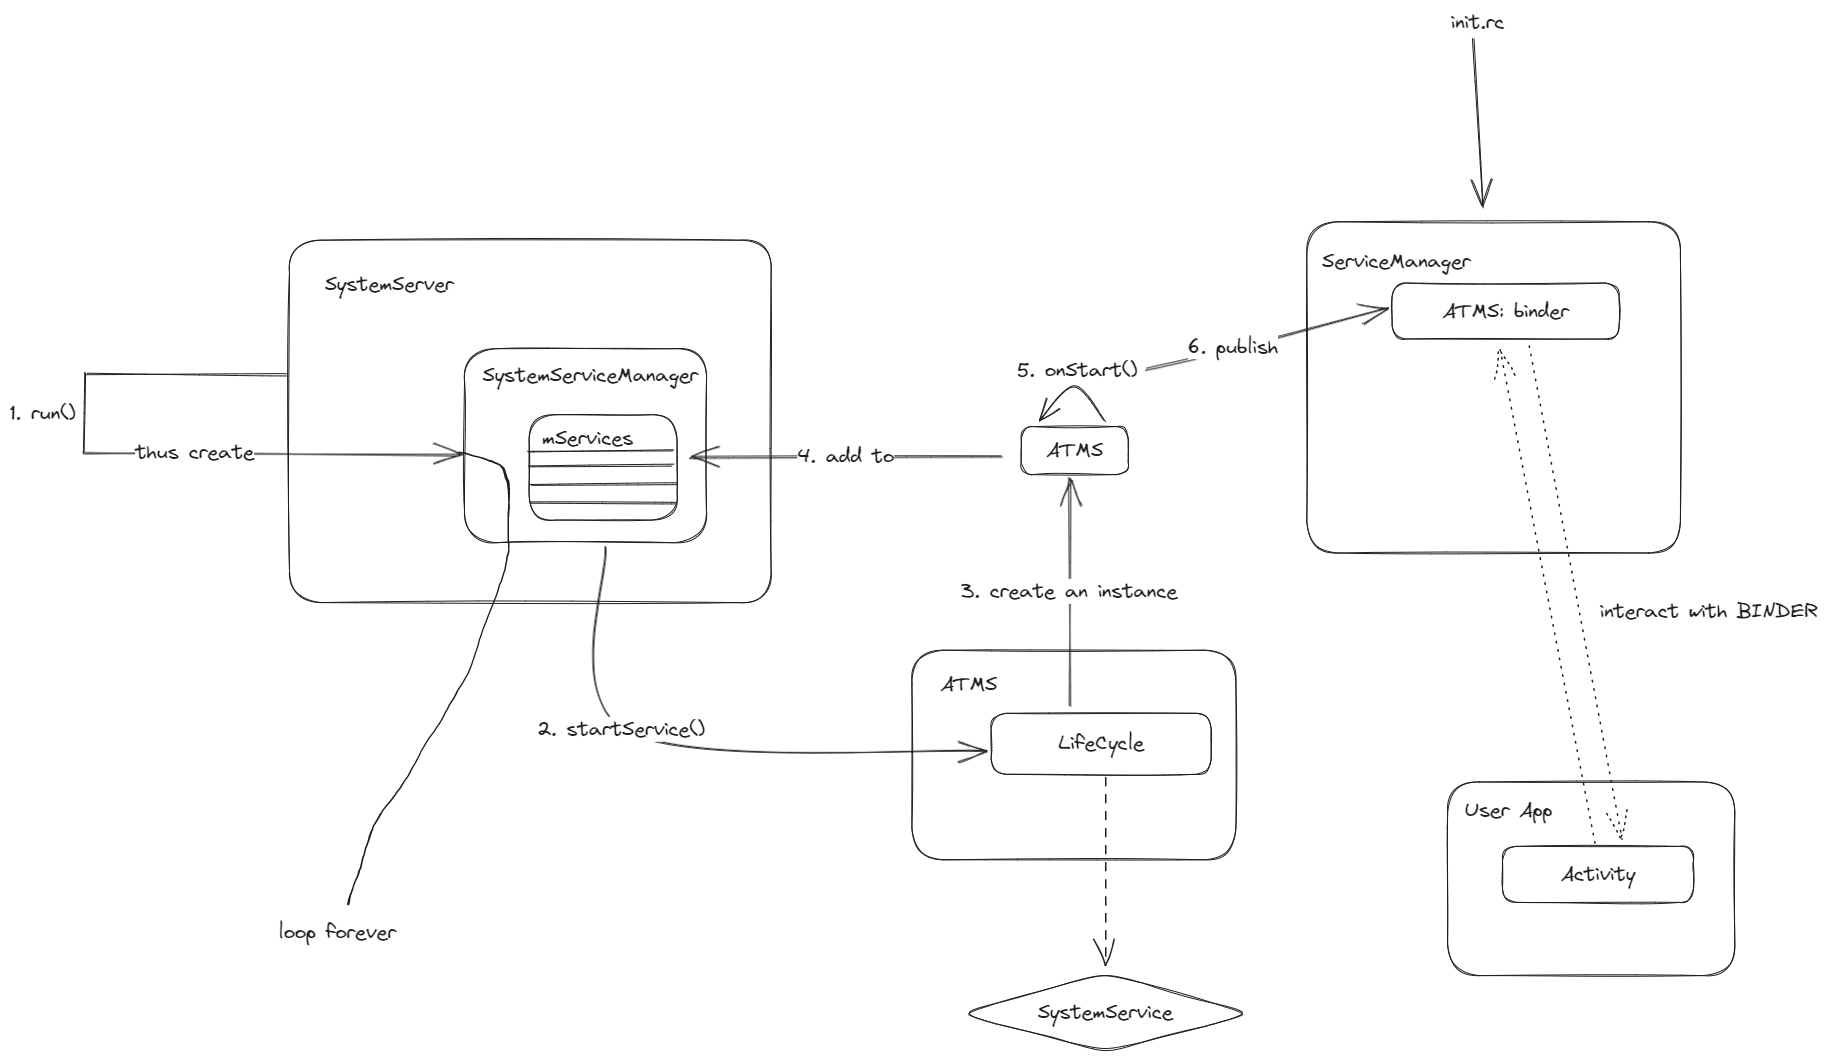 init.rc
SystemServer
SystemServiceManager
mServices
1. run()
thus create
4. add to
5. onStart()
ATMS
6. publish
ServiceManager
ATMS: binder
3. create an instance
interact with BINDER
ATMS
LifeCycle
2. startService()
User App
Activity
loop forever
SystemService